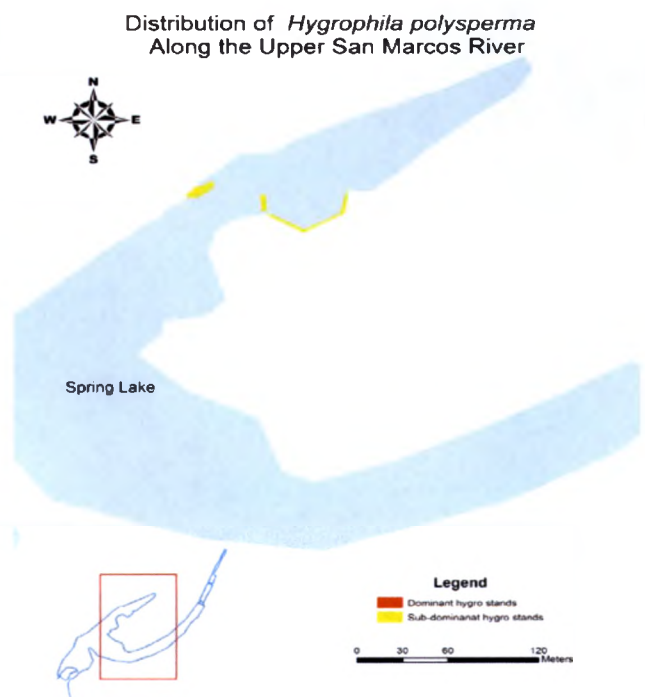 Distribution of Hygrophila polysperma
Along the Upper San Marcos River
N
W E
S
Spring Lake
Legend
Dominant hygro stands
Sub-dominanat hygro stands
0 30 60 120
Meters